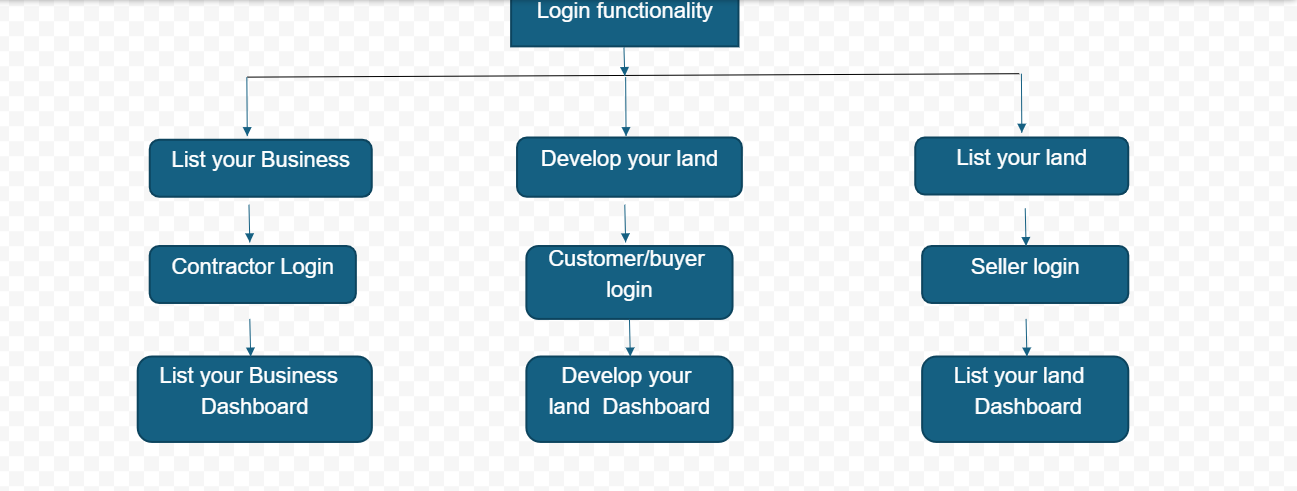 Login functionality
List your Business
Develop your land
List your land
Contractor Login
Customer/buyer
login
Seller login
List your Business
Dashboard
Develop your
land  Dashboard
List your land
Dashboard